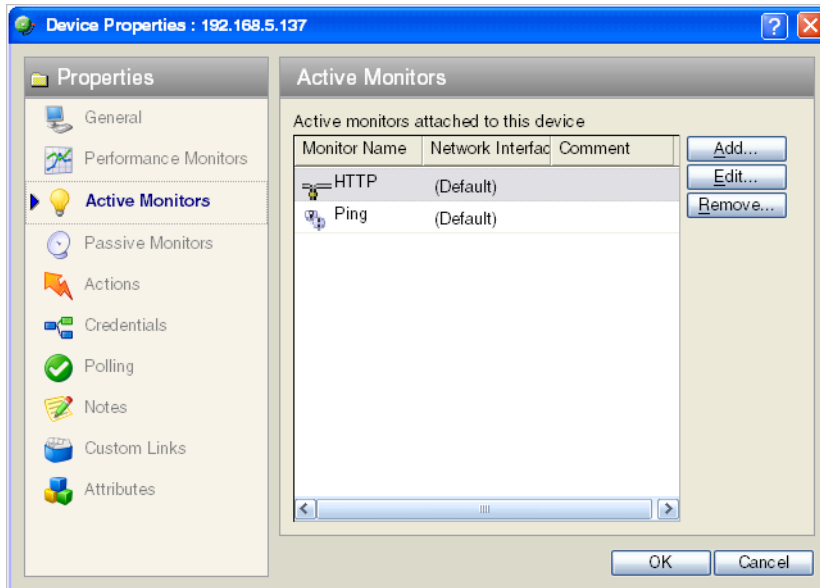 Device Properties : 192.168.5.137
?
Properties
General
Performance Monitors
Active Monitors
Passive Monitors
Actions
Credentials
Polling
Notes
Custom Links
Attributes
Active Monitors
Active monitors attached to this device
Monitor Name Network Interfac Comment
HTTP (Default)
Ping (Default)
Add...
Edit...
Remove...
OK Cancel